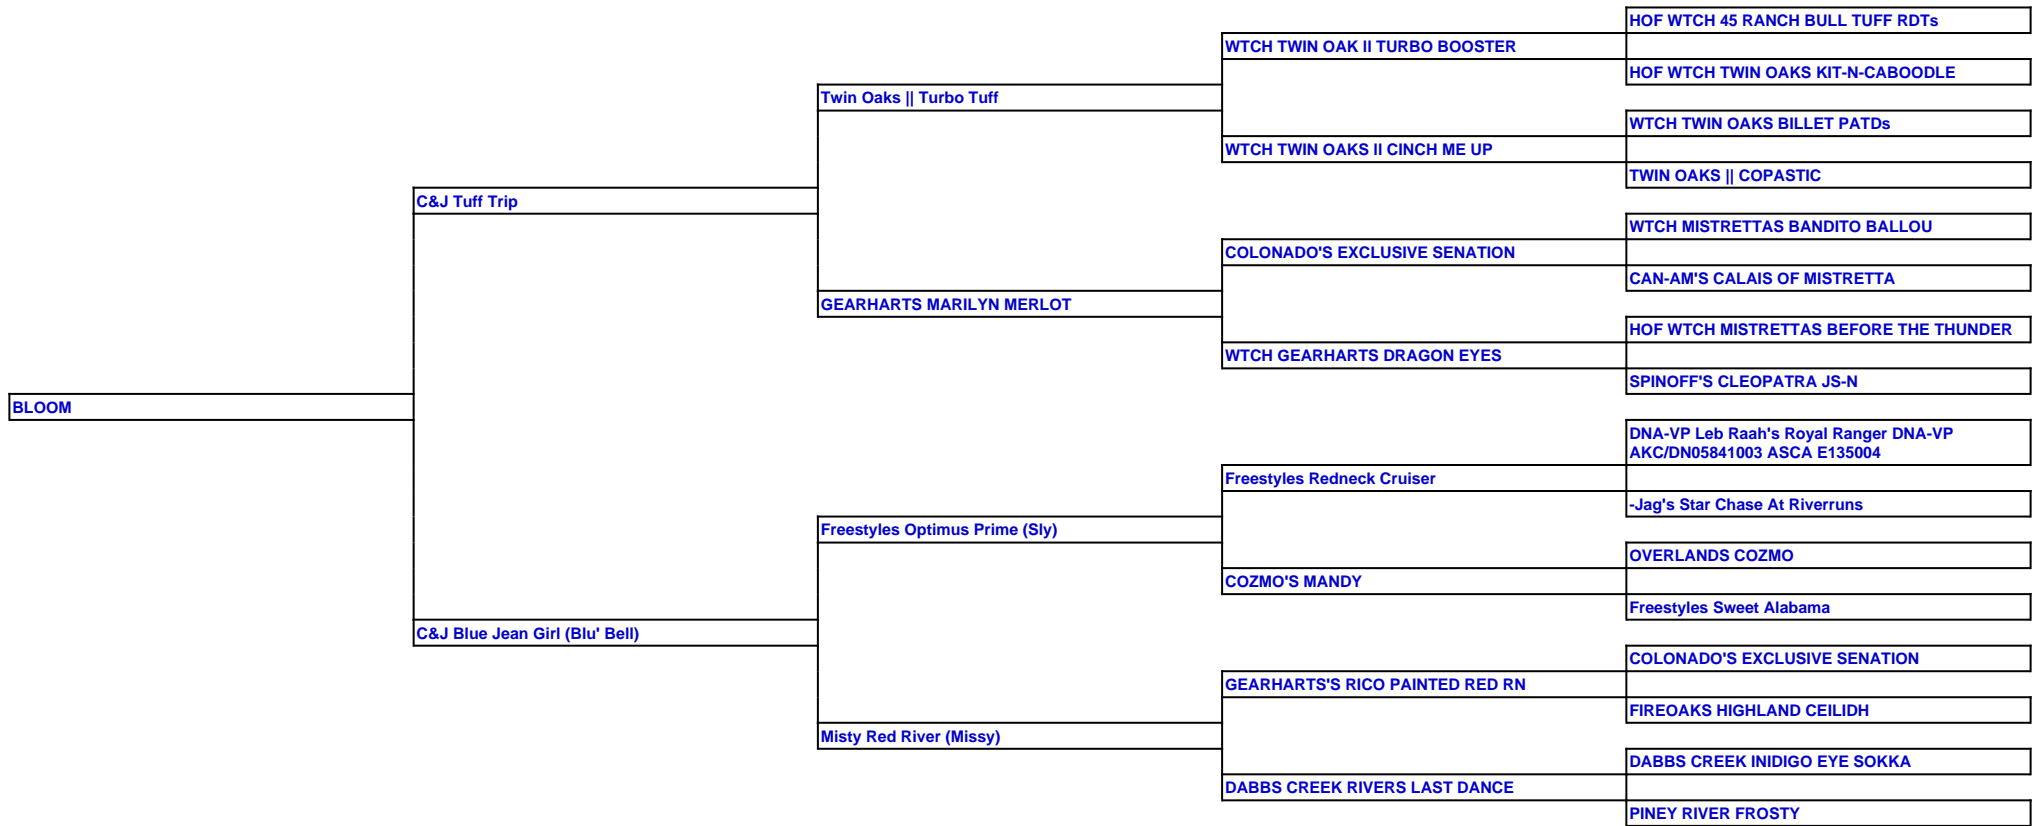 HOF WTCH 45 RANCH BULL TUFF RDTs
WTCH TWIN OAK II TURBO BOOSTER
HOF WTCH TWIN OAKS KIT-N-CABOODLE
Twin Oaks || Turbo Tuff
WTCH TWIN OAKS BILLET PATDs
WTCH TWIN OAKS II CINCH ME UP
TWIN OAKS || COPASTIC
C&J Tuff Trip
WTCH MISTRETTAS BANDITO BALLOU
COLONADO'S EXCLUSIVE SENATION
CAN-AM'S CALAIS OF MISTRETTA
GEARHARTS MARILYN MERLOT
HOF WTCH MISTRETTAS BEFORE THE THUNDER
WTCH GEARHARTS DRAGON EYES
SPINOFF'S CLEOPATRA JS-N
BLOOM
DNA-VP Leb Raah's Royal Ranger DNA-VP
AKC/DN05841003 ASCA E135004
Freestyles Redneck Cruiser
-Jag's Star Chase At Riverruns
Freestyles Optimus Prime (Sly)
OVERLANDS COZMO
COZMO'S MANDY
Freestyles Sweet Alabama
C&J Blue Jean Girl (Blu' Bell)
COLONADO'S EXCLUSIVE SENATION
GEARHARTS'S RICO PAINTED RED RN
FIREOAKS HIGHLAND CEILIDH
Misty Red River (Missy)
DABBS CREEK INIDIGO EYE SOKKA
DABBS CREEK RIVERS LAST DANCE
PINEY RIVER FROSTY